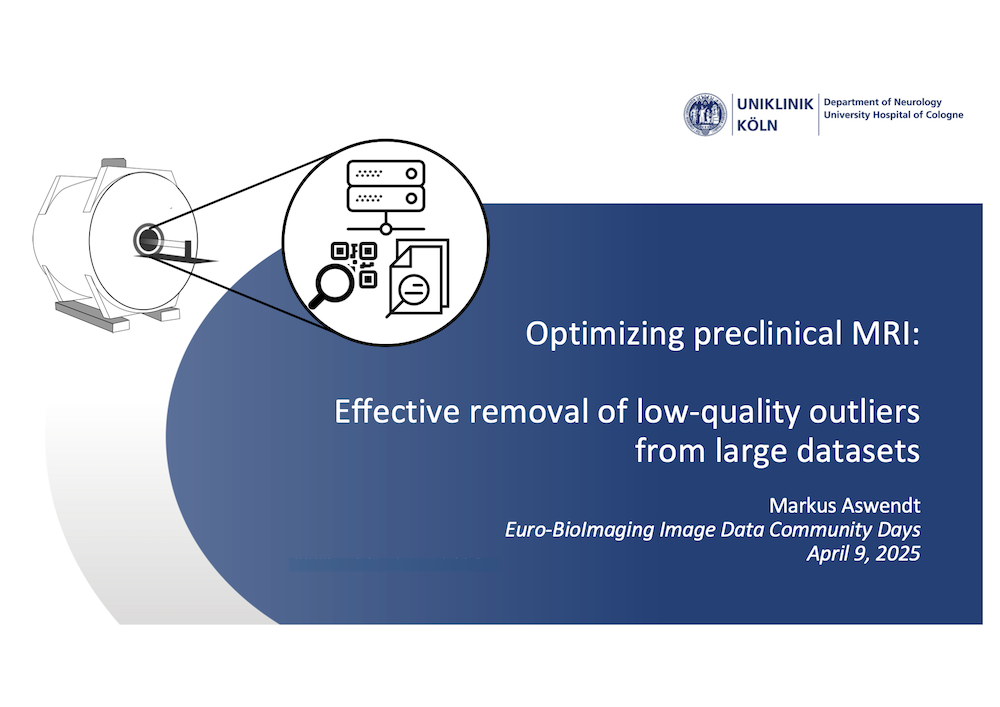 UNIKLINIK
KÖLN
Department of Neurology
University Hospital of Cologne
Optimizing preclinical MRI:
Effective removal of low-quality outliers
from large datasets
Markus Aswendt
Euro-BioImaging Image Data Community Days
April 9, 2025